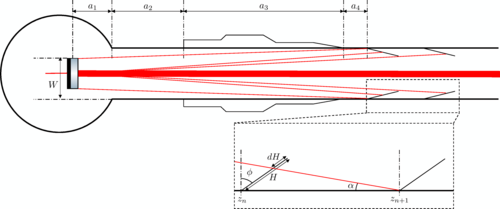 a₁ a₂ a₃ a₄
W
dH
ϕ H
α
zₙ zₙ₊₁